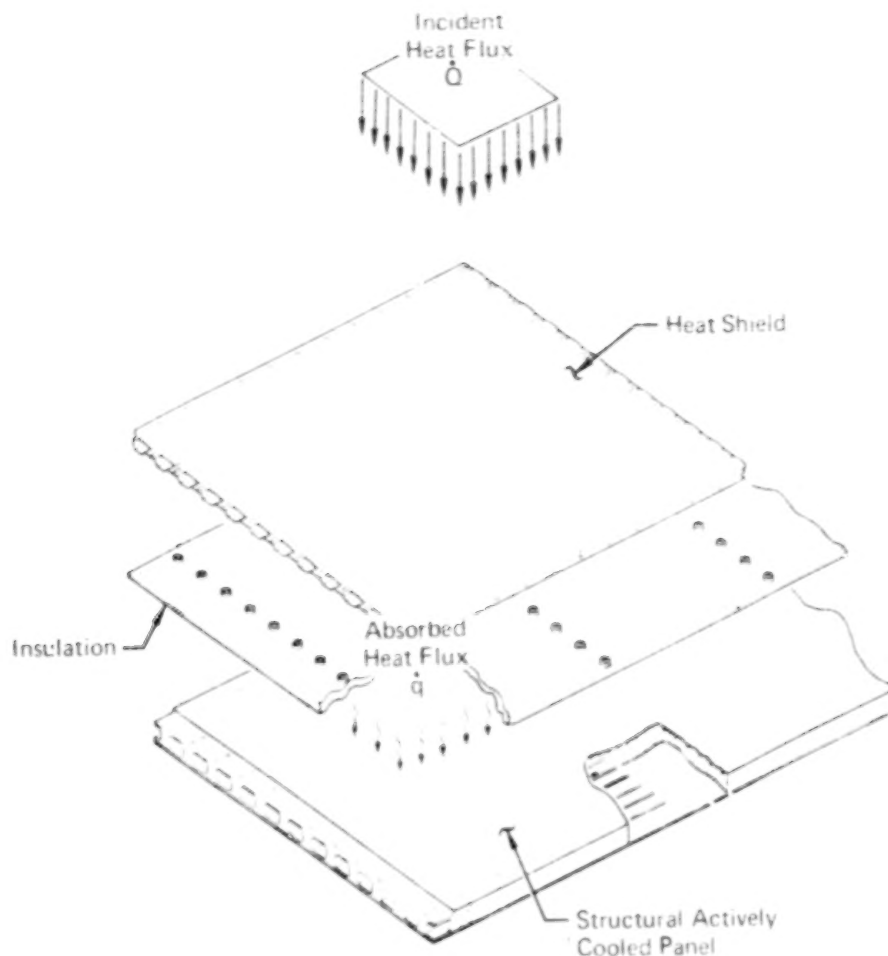 Incident
Heat Flux
Q̇
Heat Shield
Insulation
Absorbed
Heat Flux
q̇
Structural Actively
Cooled Panel